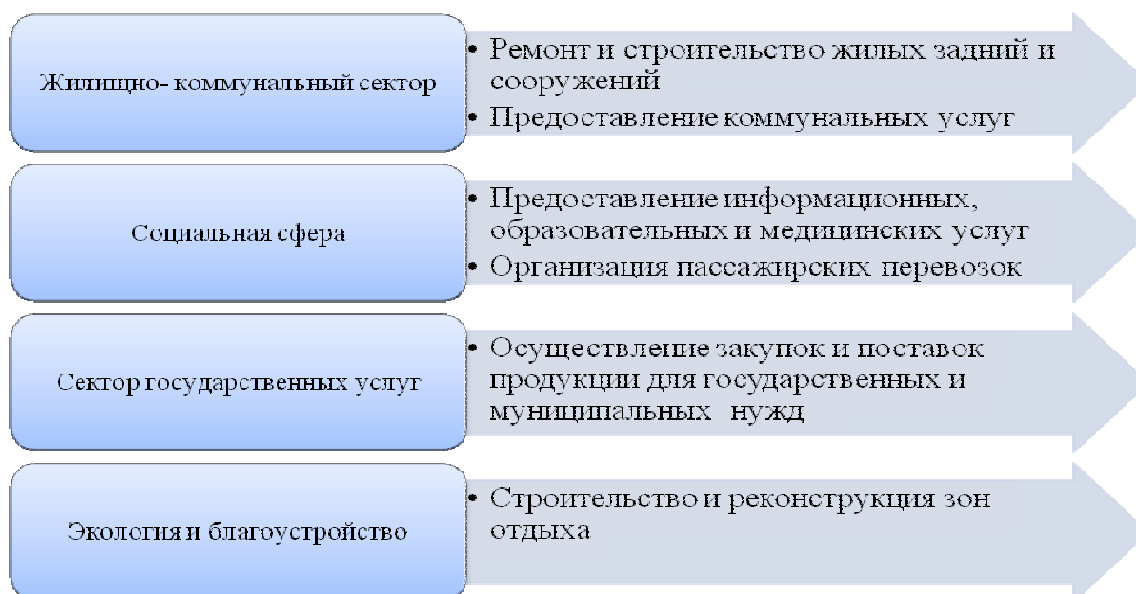 Жилищно- коммунальный сектор
• Ремонт и строительство жилых задний и
сооружений
• Предоставление коммунальных услуг
Социальная сфера
• Предоставление информационных,
образовательных и медицинских услуг
• Организация пассажирских перевозок
Сектор государственных услуг
• Осуществление закупок и поставок
продукции для государственных и
муниципальных нужд
Экология и благоустройство
• Строительство и реконструкция зон
отдыха